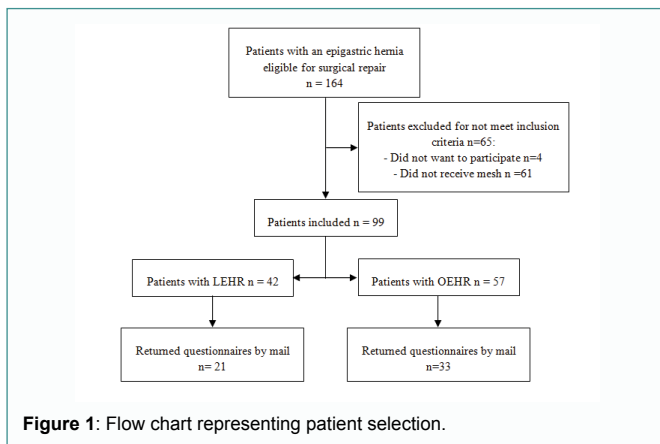 Patients with an epigastric hernia
eligible for surgical repair
n = 164
Patients excluded for not meet inclusion
criteria n=65:
- Did not want to participate n=4
- Did not receive mesh n =61
Patients included n = 99
Patients with LEHR n = 42
Patients with OEHR n = 57
Returned questionnaires by mail
n= 21
Returned questionnaires by mail
n=33
Figure 1: Flow chart representing patient selection.